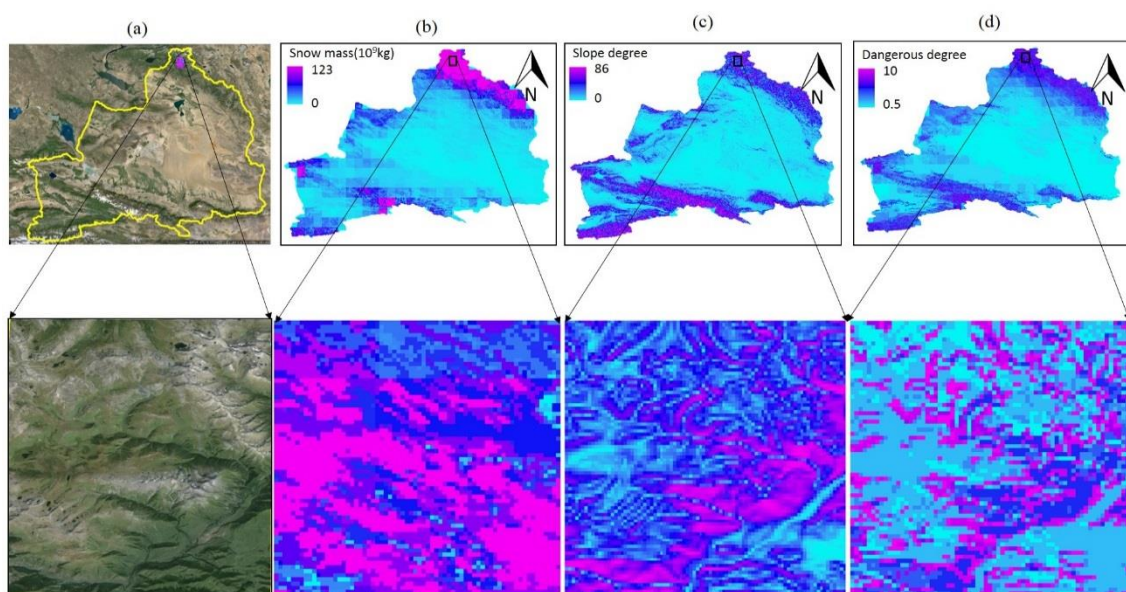 (a)
(b)
(c)
(d)
Snow mass(10⁹kg)
123
0
N
Slope degree
86
0
N
Dangerous degree
10
0.5
N